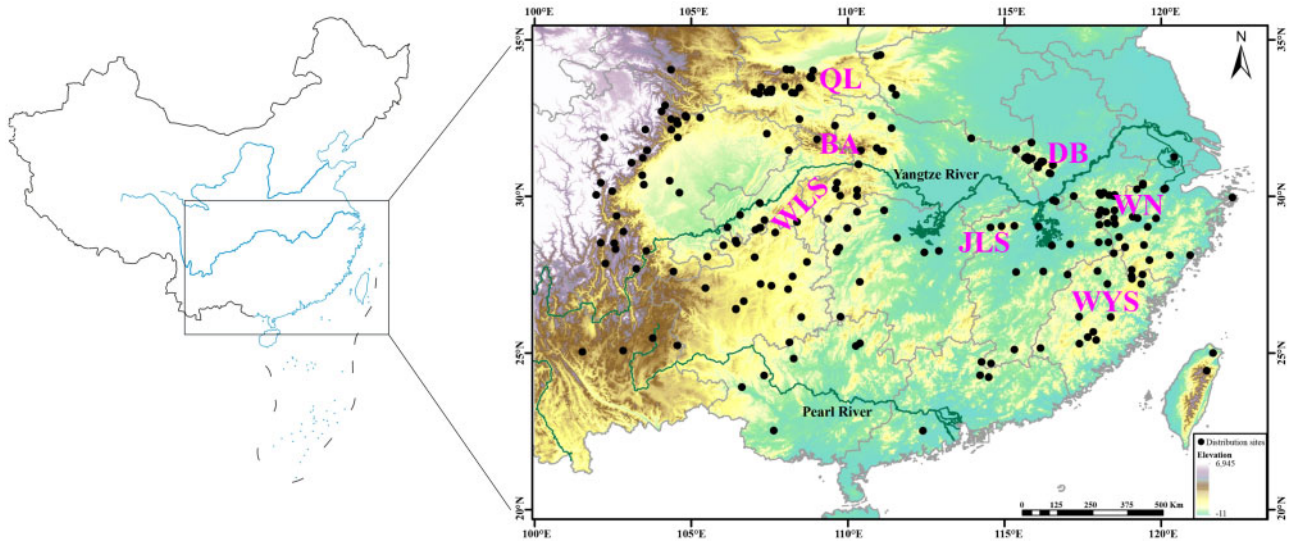 100°E 105°E 110°E 115°E 120°E
35°N 35°N
N
QL
BA
DB
Yangtze River
30°N 30°N
WLS
WN
JLS
WYS
25°N 25°N
Pearl River
Distribution sites
Elevation
6,945
-11
0 125 250 375 500 Km
20°N 20°N
100°E 105°E 110°E 115°E 120°E